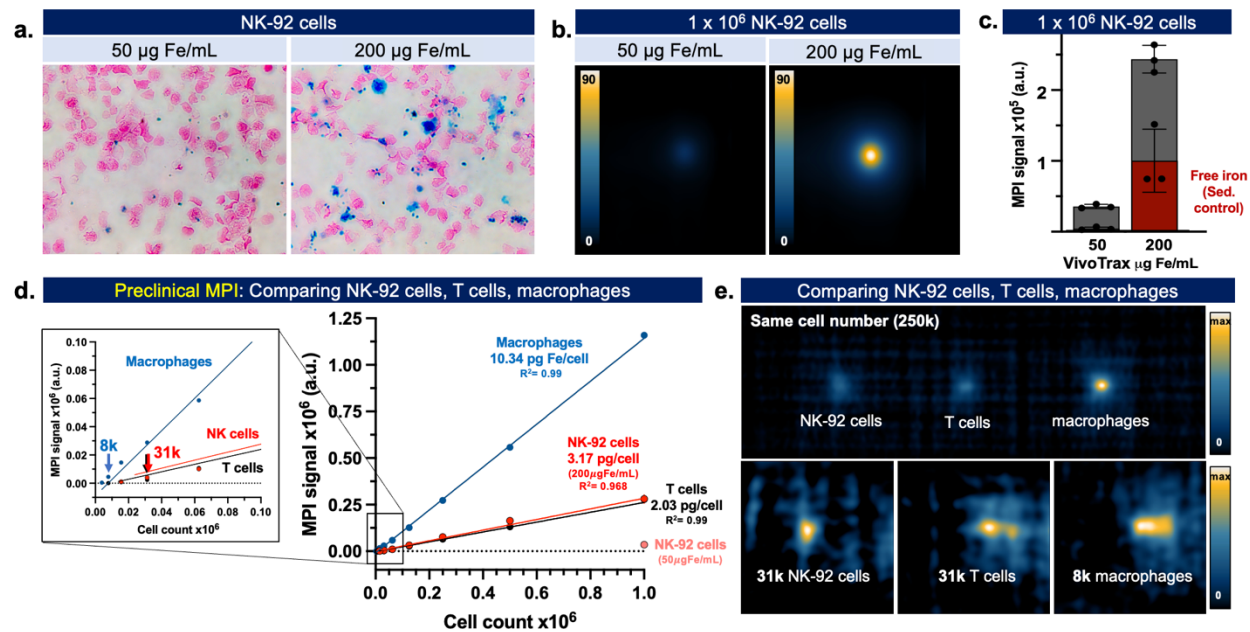 a.
NK-92 cells
50 µg Fe/mL
200 µg Fe/mL
b.
1 x 10⁶ NK-92 cells
50 µg Fe/mL
200 µg Fe/mL
90
0
90
0
c.
1 x 10⁶ NK-92 cells
MPI signal x10⁵ (a.u.)
2
1
0
50
200
VivoTrax µg Fe/mL
Free iron
(Sed.
control)
d.
Preclinical MPI: Comparing NK-92 cells, T cells, macrophages
MPI signal x10⁶ (a.u.)
0.10
0.08
0.06
0.04
0.02
0.00
Macrophages
8k
31k
NK cells
T cells
0.00
0.02
0.04
0.06
0.08
0.10
Cell count x10⁶
MPI signal x10⁶ (a.u.)
1.25
1.00
0.75
0.50
0.25
0.00
Macrophages
10.34 pg Fe/cell
R²= 0.99
NK-92 cells
3.17 pg/cell
(200µgFe/mL)
R²= 0.968
T cells
2.03 pg/cell
R²= 0.99
NK-92 cells
(50µgFe/mL)
0.0
0.2
0.4
0.6
0.8
1.0
Cell count x10⁶
e.
Comparing NK-92 cells, T cells, macrophages
Same cell number (250k)
NK-92 cells
T cells
macrophages
max
0
31k NK-92 cells
31k T cells
8k macrophages
max
0